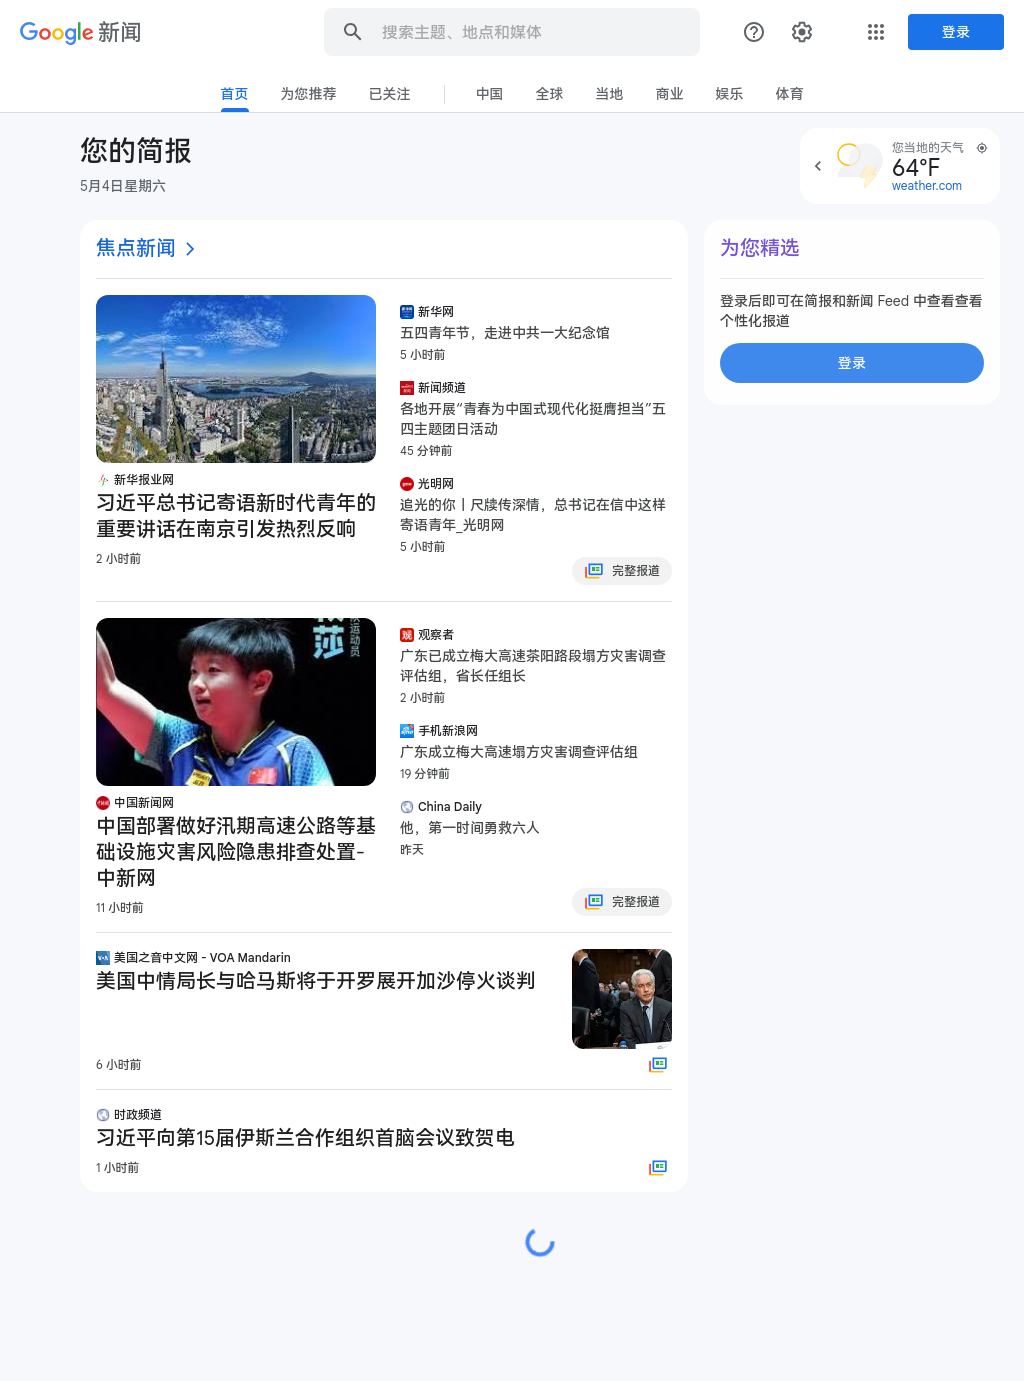 Google 新闻
搜索主题、地点和媒体
登录
首页
为您推荐
已关注
中国
全球
当地
商业
娱乐
体育
您的简报
5月4日星期六
您当地的天气
64°F
weather.com
焦点新闻
新华报业网
习近平总书记寄语新时代青年的
重要讲话在南京引发热烈反响
2 小时前
新华网
五四青年节，走进中共一大纪念馆
5 小时前
新闻频道
各地开展“青春为中国式现代化挺膺担当”五
四主题团日活动
45 分钟前
光明网
追光的你丨尺牍传深情，总书记在信中这样
寄语青年_光明网
5 小时前
完整报道
莎
运动员
中国新闻网
中国部署做好汛期高速公路等基
础设施灾害风险隐患排查处置-
中新网
11 小时前
观察者
广东已成立梅大高速茶阳路段塌方灾害调查
评估组，省长任组长
2 小时前
手机新浪网
广东成立梅大高速塌方灾害调查评估组
19 分钟前
China Daily
他，第一时间勇救六人
昨天
完整报道
美国之音中文网 - VOA Mandarin
美国中情局长与哈马斯将于开罗展开加沙停火谈判
6 小时前
时政频道
习近平向第15届伊斯兰合作组织首脑会议致贺电
1 小时前
为您精选
登录后即可在简报和新闻 Feed 中查看查看
个性化报道
登录